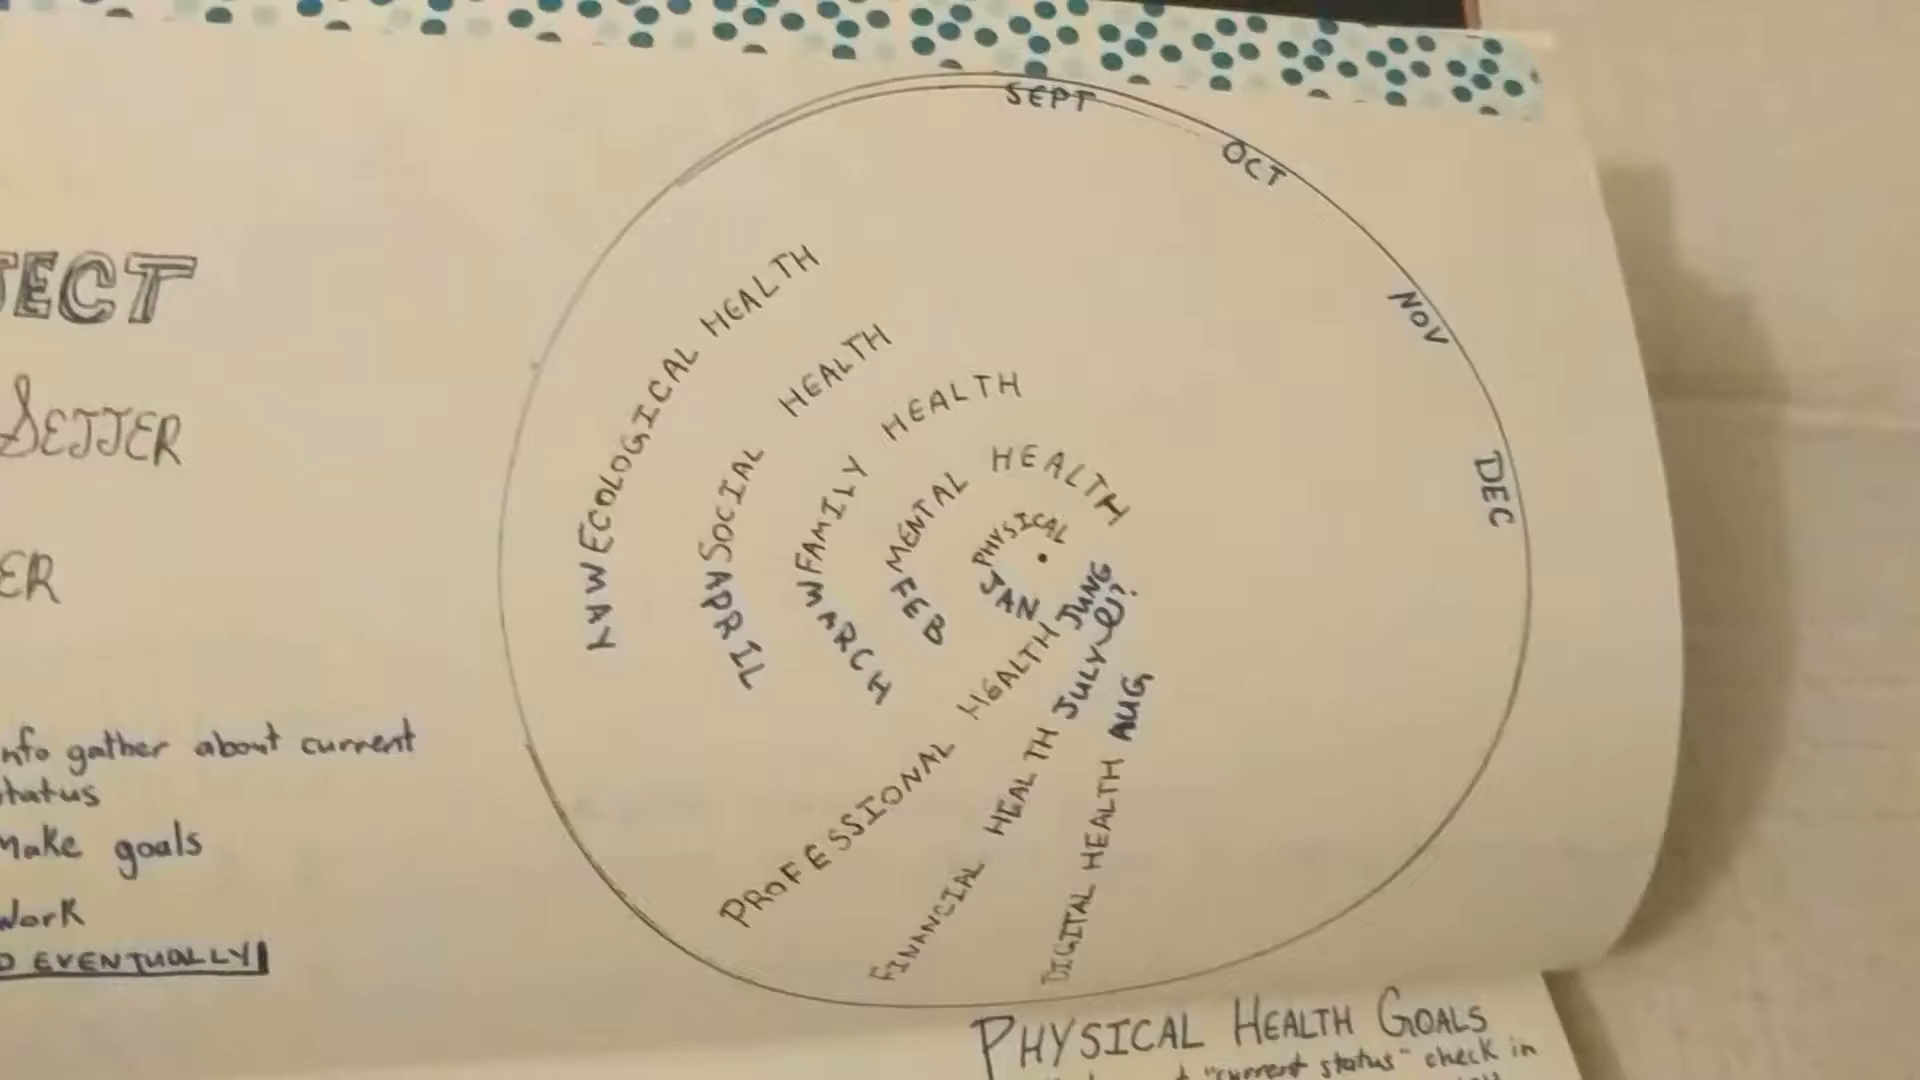 JECT
SETTER
ER
info gather about current
status
make goals
work
D EVENTUALLY
SEPT
OCT
NOV
DEC
ECOLOGICAL HEALTH
MAY
SOCIAL HEALTH
APRIL
FAMILY HEALTH
MARCH
MENTAL HEALTH
FEB
PHYSICAL
JAN
PROFESSIONAL HEALTH JUNE
FINANCIAL HEALTH JULY
DIGITAL HEALTH AUG
PHYSICAL HEALTH GOALS
"current status" check in